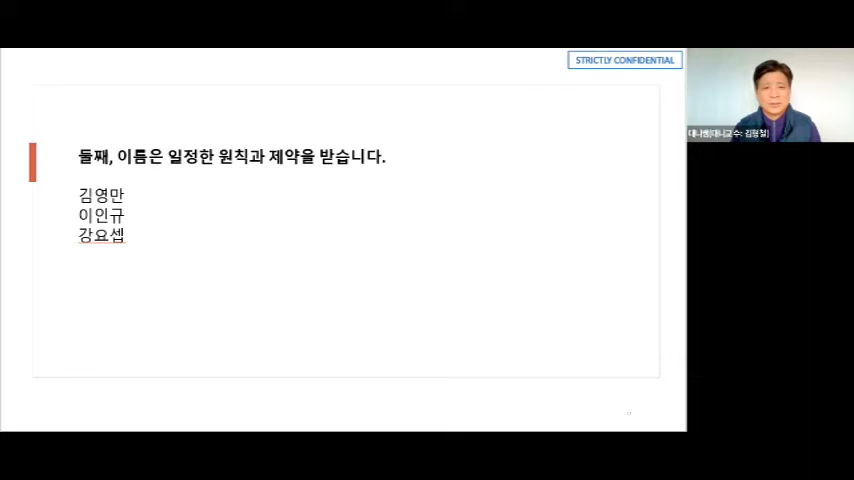 STRICTLY CONFIDENTIAL
둘째, 이름은 일정한 원칙과 제약을 받습니다.
김영만
이인규
강요셉